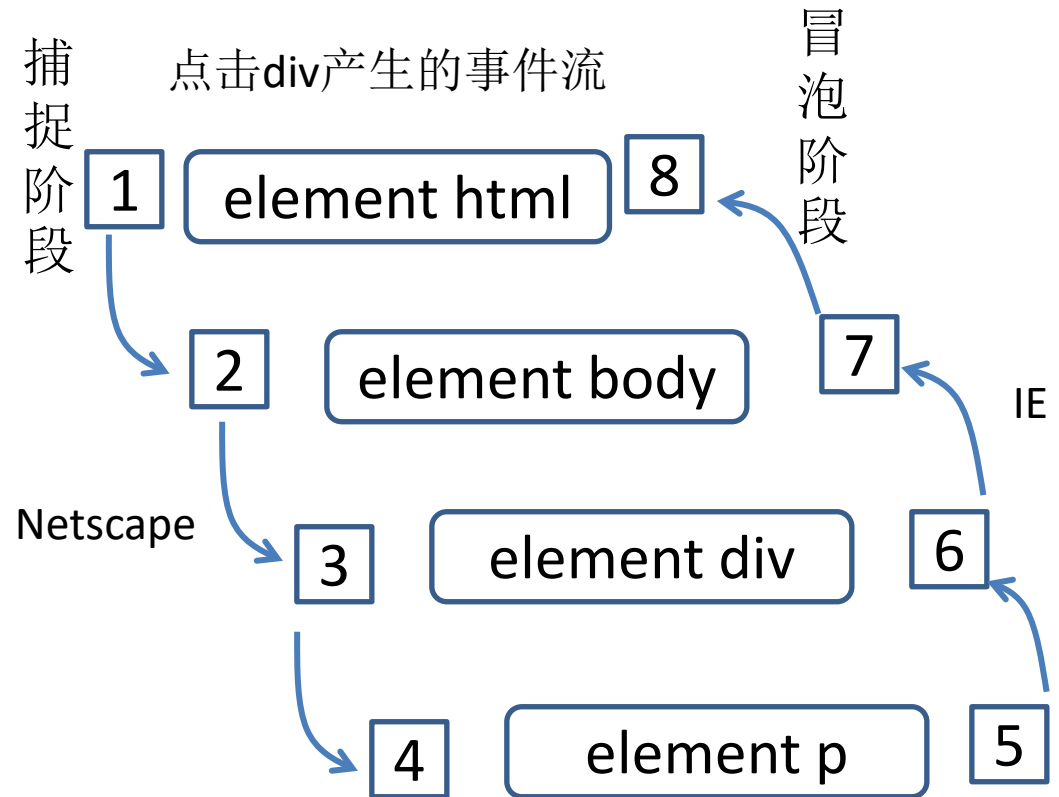 捕捉阶段
点击div产生的事件流
冒泡阶段
1
element html
8
2
element body
7
IE
Netscape
3
element div
6
4
element p
5